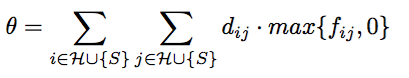 θ = ∑_{i∈ℋ∪{S}} ∑_{j∈ℋ∪{S}} d_{ij} · max{f_{ij}, 0}